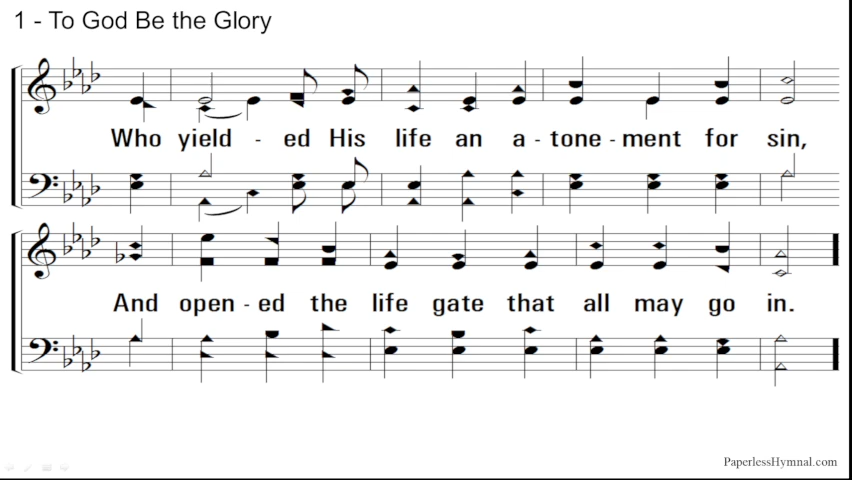 1 - To God Be the Glory
Who yield - ed His life an a - tone - ment for sin,
And open - ed the life gate that all may go in.
PaperlessHymnal.com